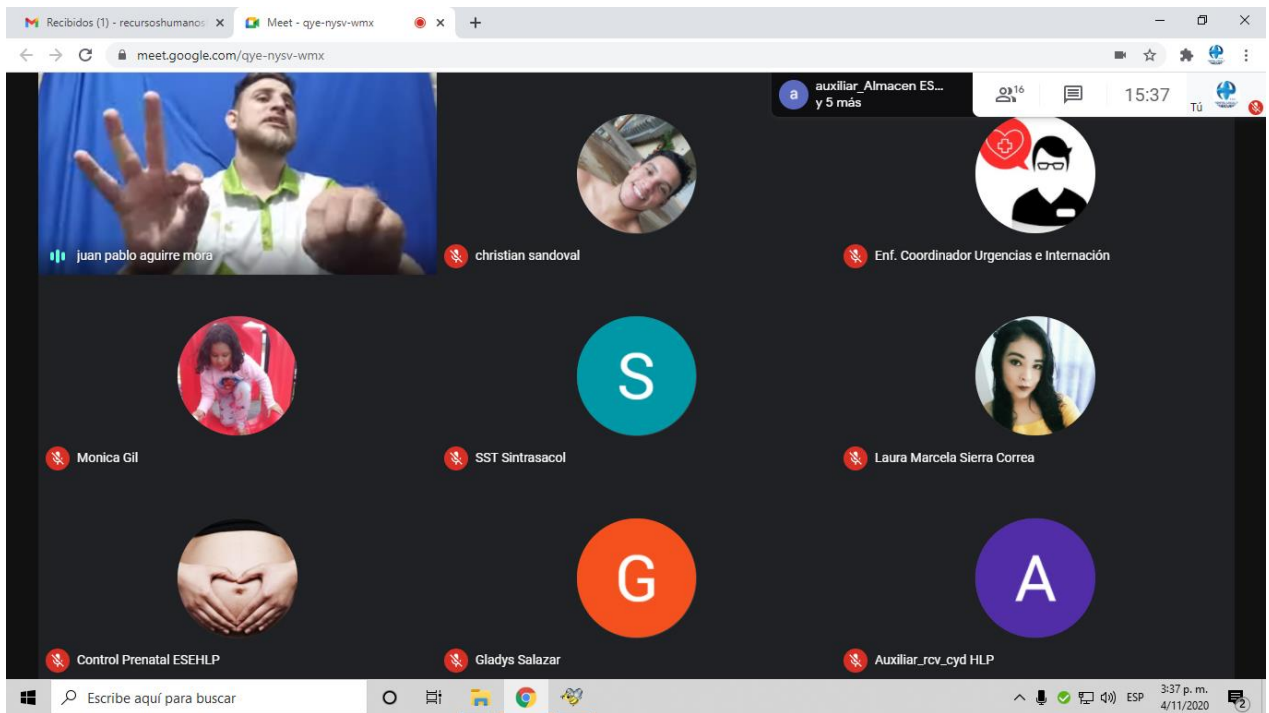 Recibidos (1) - recursoshumanos
Meet - qye-nysv-wmx
meet.google.com/qye-nysv-wmx
a
auxiliar_Almacen ES...
y 5 más
16
15:37
Tú
juan pablo aguirre mora
christian sandoval
Enf. Coordinador Urgencias e Internación
Monica Gil
S
SST Sintrasacol
Laura Marcela Sierra Correa
Control Prenatal ESEHLP
G
Gladys Salazar
A
Auxiliar_rcv_cyd HLP
Escribe aquí para buscar
ESP
3:37 p. m.
4/11/2020
2